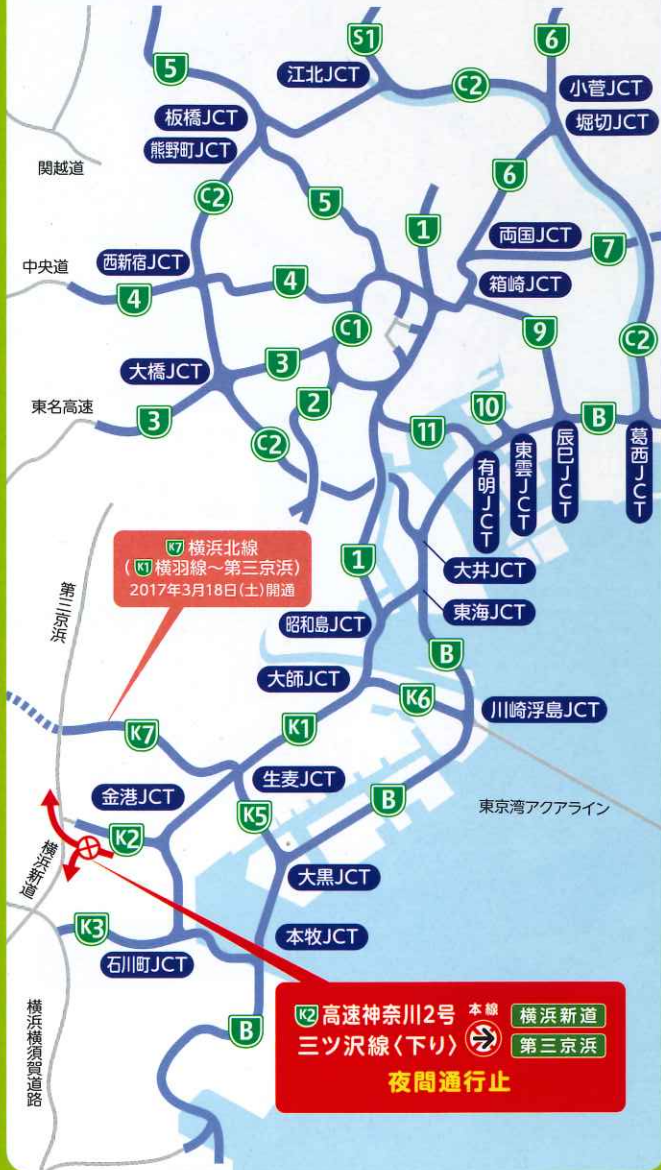 S1
6
5
江北JCT
C2
小菅JCT
板橋JCT
堀切JCT
熊野町JCT
関越道
6
C2
5
1
両国JCT
7
西新宿JCT
中央道
4
4
箱崎JCT
C1
9
C2
大橋JCT
3
2
10
B
東名高速
3
11
C2
有明JCT
東雲JCT
辰巳JCT
葛西JCT
K7 横浜北線
(K1 横羽線～第三京浜)
2017年3月18日(土)開通
1
大井JCT
第三京浜
東海JCT
昭和島JCT
B
大師JCT
K6
川崎浮島JCT
K7
K1
生麦JCT
金港JCT
B
東京湾アクアライン
K5
K2
横浜新道
大黒JCT
K3
本牧JCT
石川町JCT
横浜横須賀道路
B
K2 高速神奈川2号 本線 横浜新道
三ツ沢線〈下り〉 第三京浜
夜間通行止